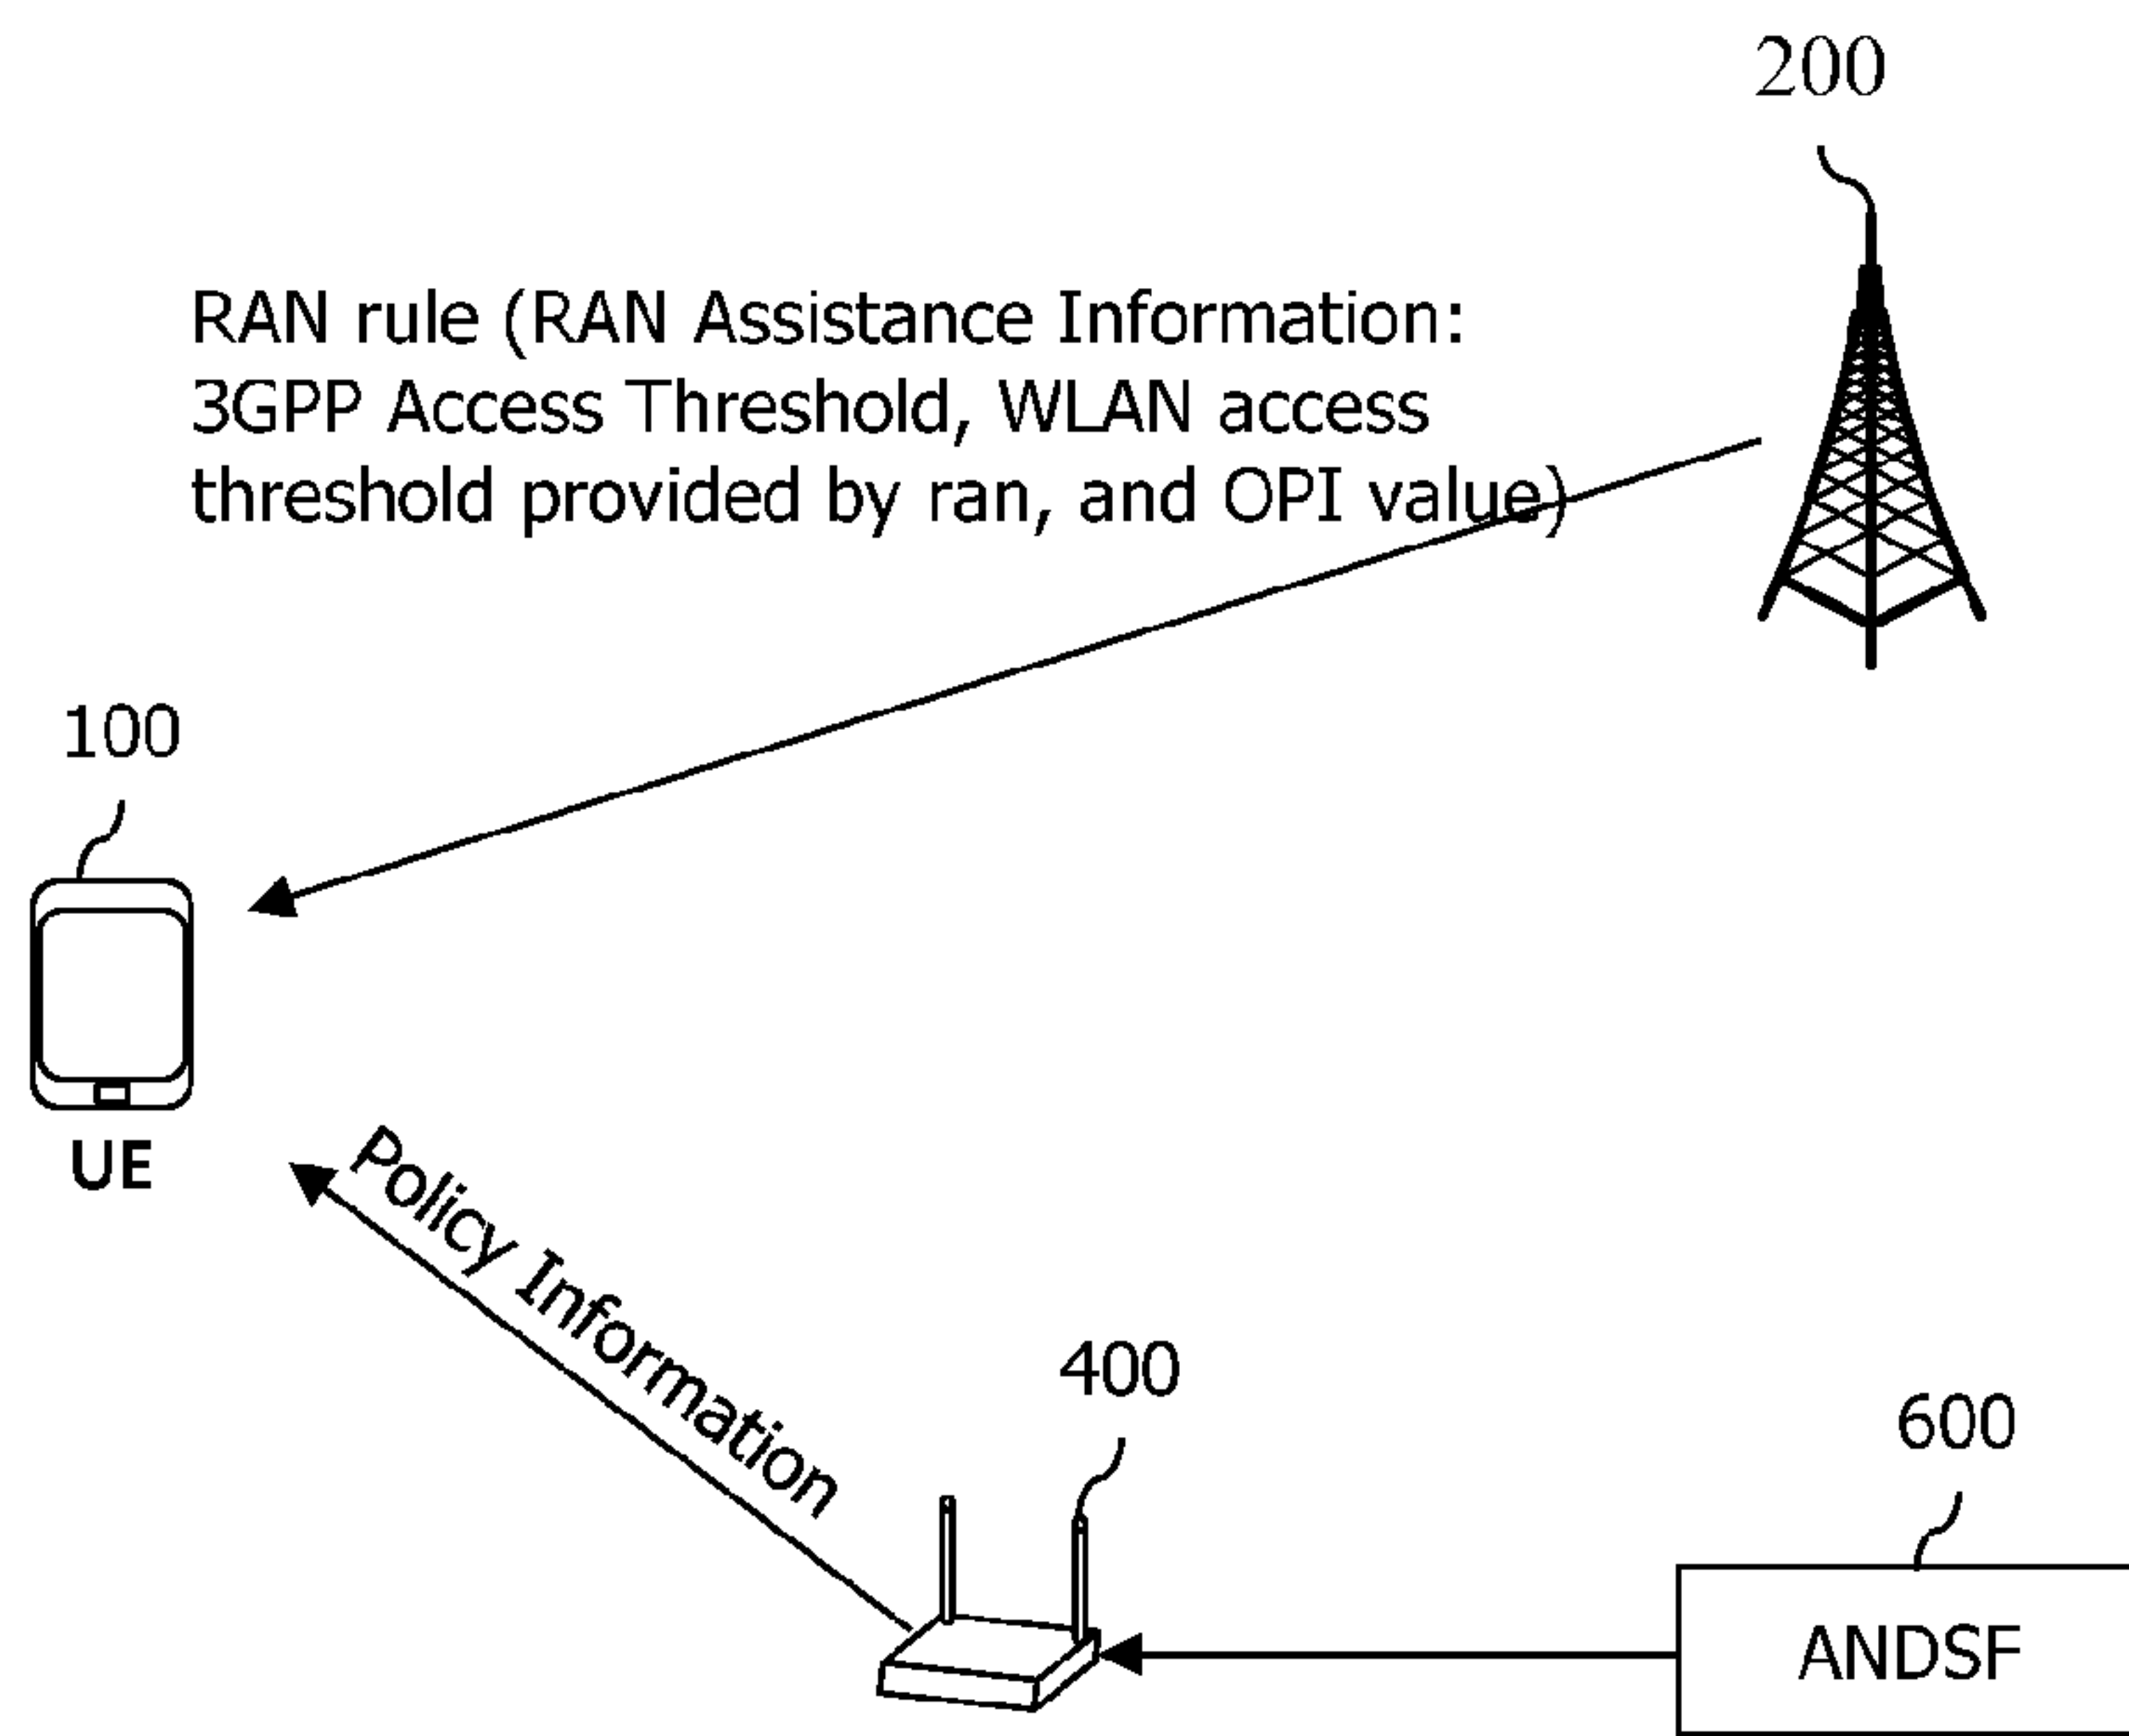 200
RAN rule (RAN Assistance Information:
3GPP Access Threshold, WLAN access
threshold provided by ran, and OPI value)
100
UE
Policy Information
400
600
ANDSF